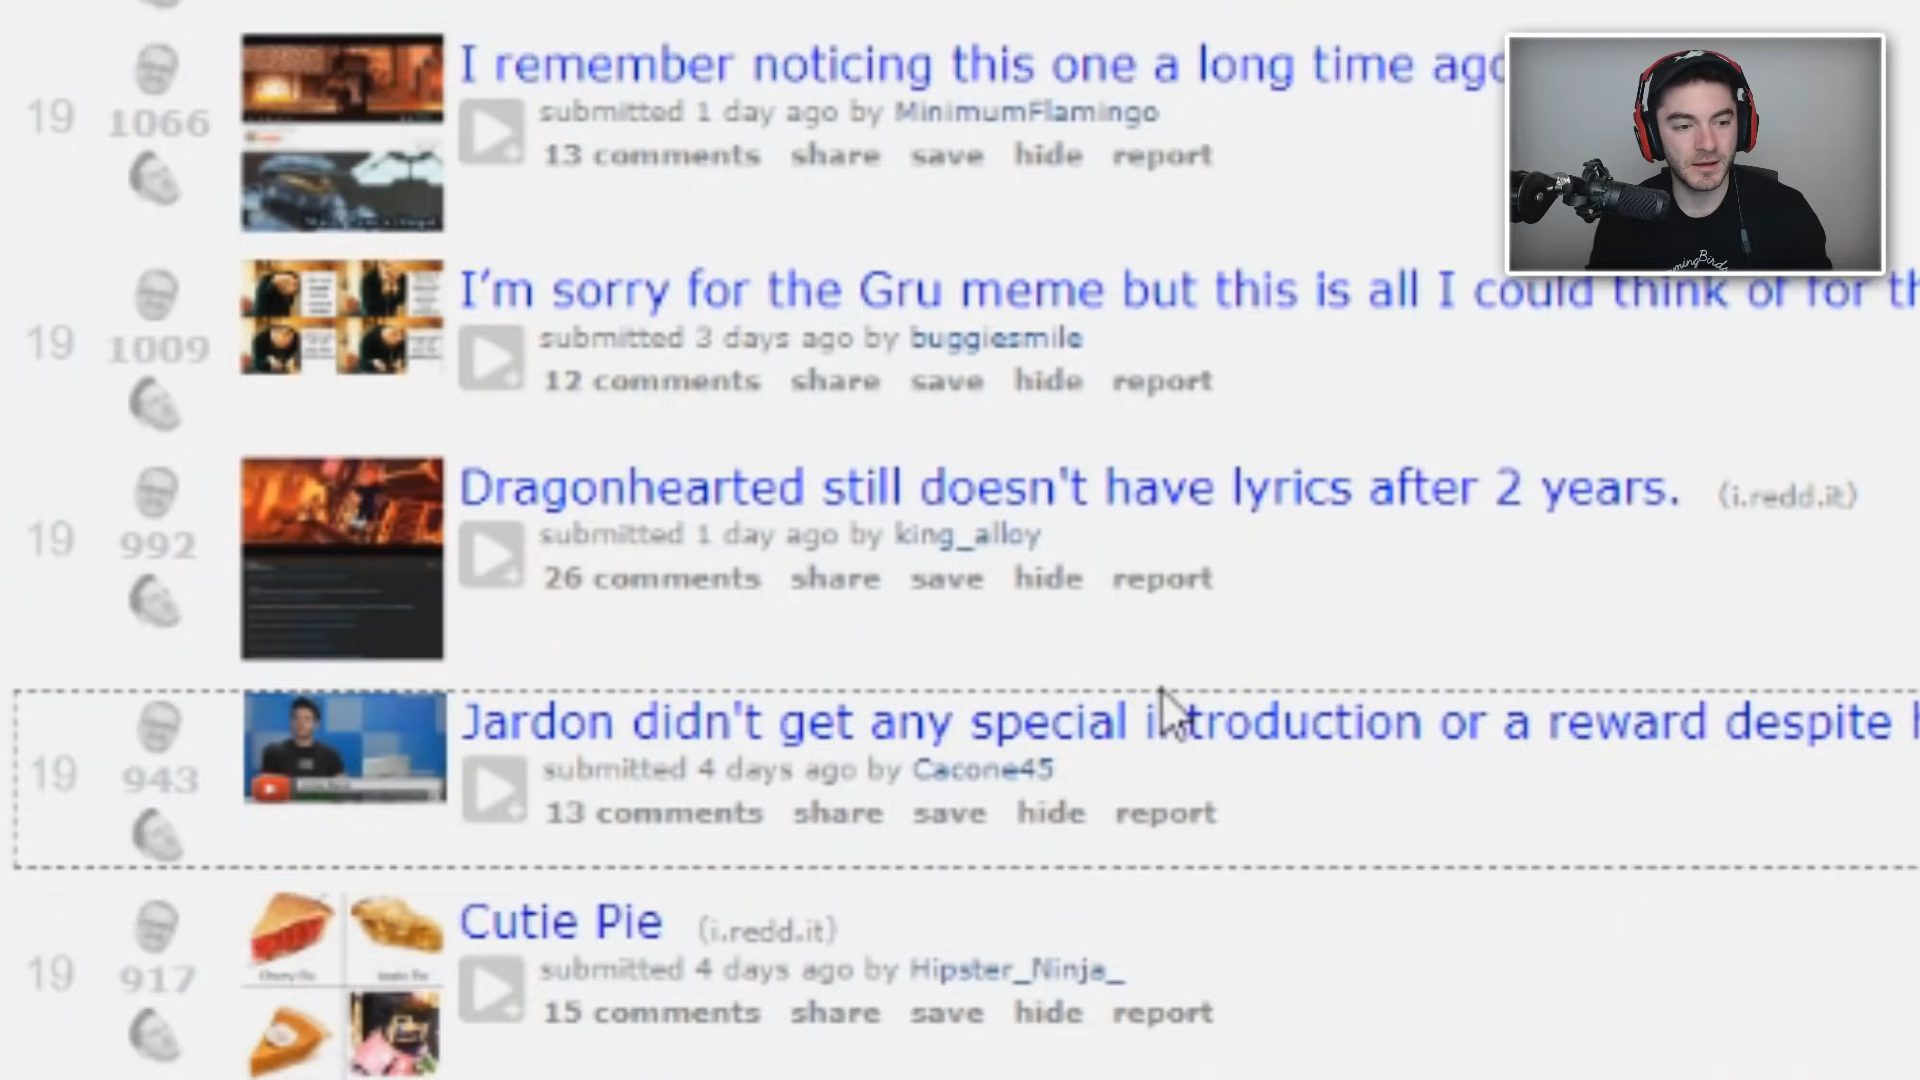 I remember noticing this one a long time ago
submitted 1 day ago by MinimumFlamingo
19
1066
13 comments share save hide report
I'm sorry for the Gru meme but this is all I could think of for th
submitted 3 days ago by buggiesmile
19
1009
12 comments share save hide report
Dragonhearted still doesn't have lyrics after 2 years. (i.redd.it)
submitted 1 day ago by king_alloy
19
992
26 comments share save hide report
Jardon didn't get any special introduction or a reward despite h
submitted 4 days ago by Cacone45
19
943
13 comments share save hide report
Cutie Pie (i.redd.it)
submitted 4 days ago by Hipster_Ninja_
19
917
15 comments share save hide report